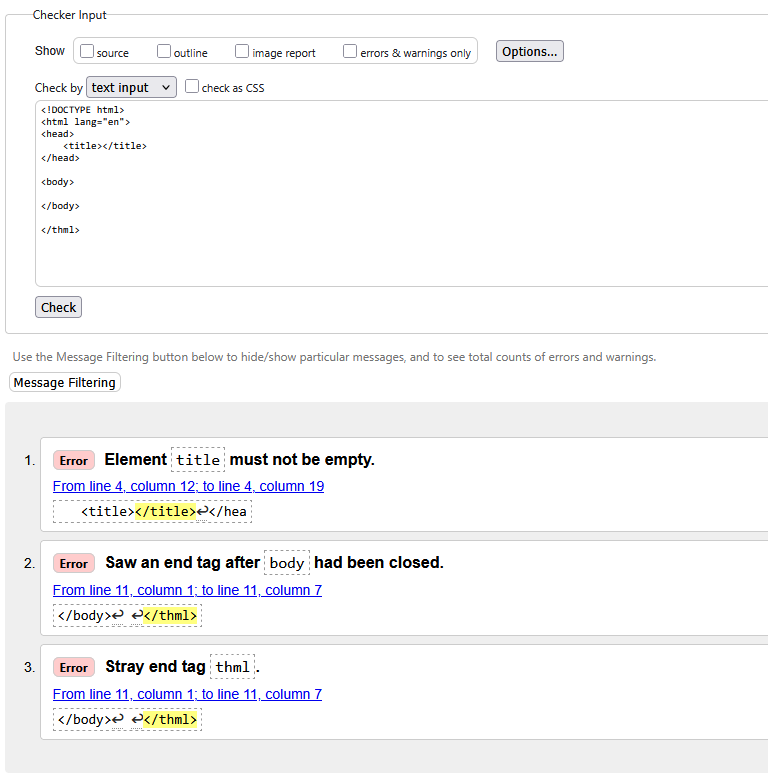 Checker Input
Show source outline image report errors & warnings only Options...
Check by text input check as CSS
<!DOCTYPE html>
<html lang="en">
<head>
    <title></title>
</head>
<body>
</body>
</thml>
Check
Use the Message Filtering button below to hide/show particular messages, and to see total counts of errors and warnings.
Message Filtering
1. Error Element title must not be empty.
From line 4, column 12; to line 4, column 19
<title></title>↩</hea
2. Error Saw an end tag after body had been closed.
From line 11, column 1; to line 11, column 7
</body>↩ ↩</thml>
3. Error Stray end tag thml.
From line 11, column 1; to line 11, column 7
</body>↩ ↩</thml>